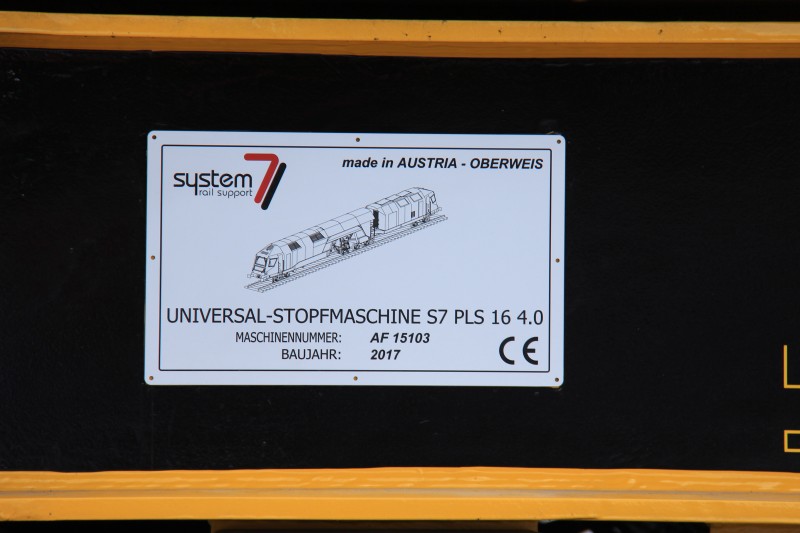 system 7
rail support
made in AUSTRIA - OBERWEIS
UNIVERSAL-STOPFMASCHINE S7 PLS 16 4.0
MASCHINENNUMMER: AF 15103
BAUJAHR: 2017
CE